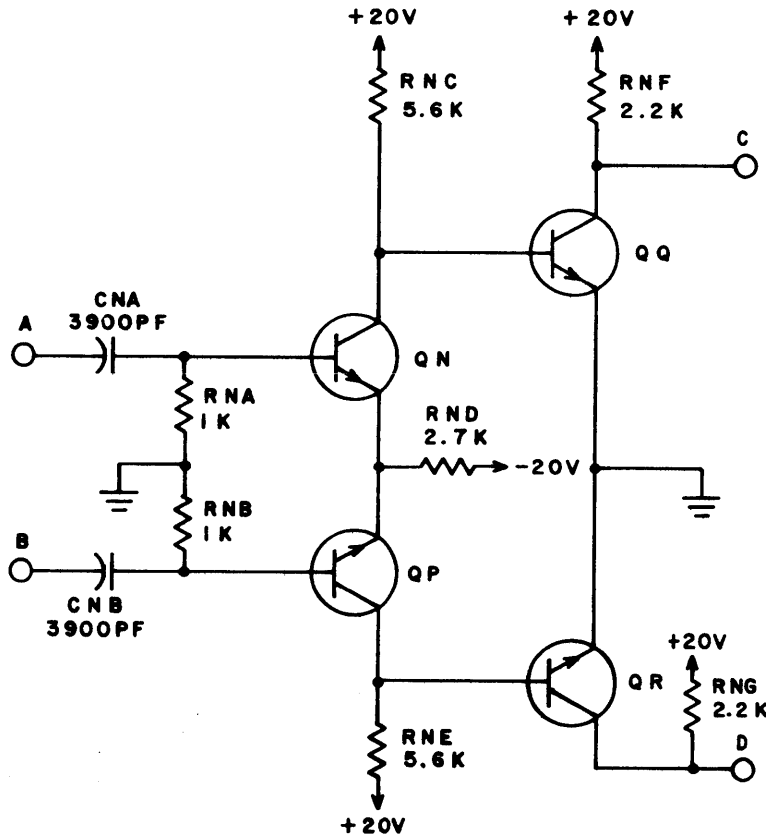 +20V
+20V
RNC
5.6K
RNF
2.2K
C
QQ
CNA
3900PF
A
QN
RNA
1K
RND
2.7K
-20V
RNB
1K
B
QP
CNB
3900PF
+20V
QR
RNG
2.2K
RNE
5.6K
D
+20V